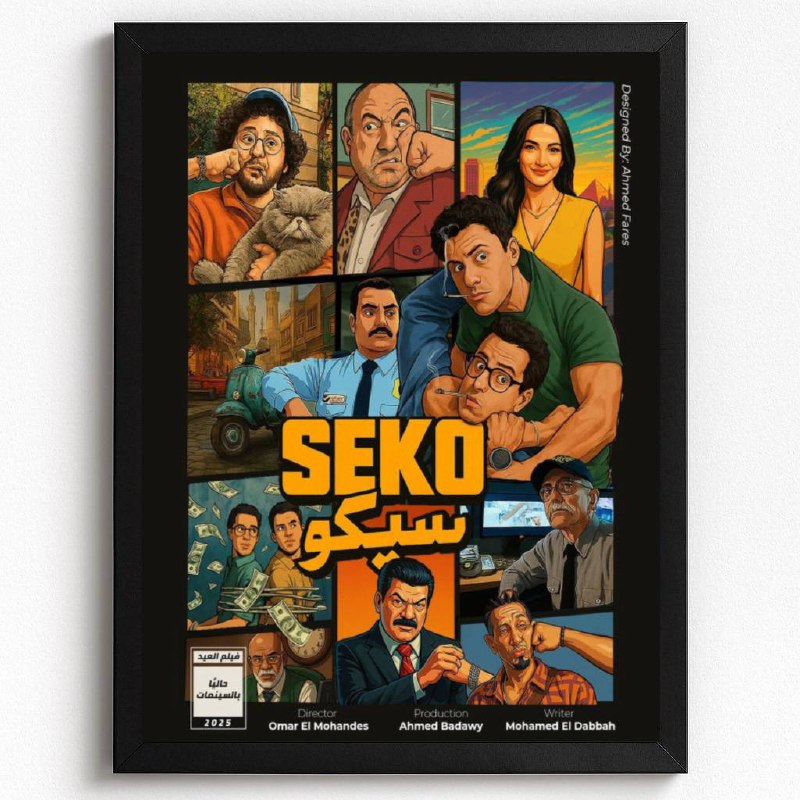 Designed By: Ahmed Fares
SEKO
سيكو
فيلم العيد
حاليًا
بالسينمات
2025
Director
Omar El Mohandes
Production
Ahmed Badawy
Writer
Mohamed El Dabbah